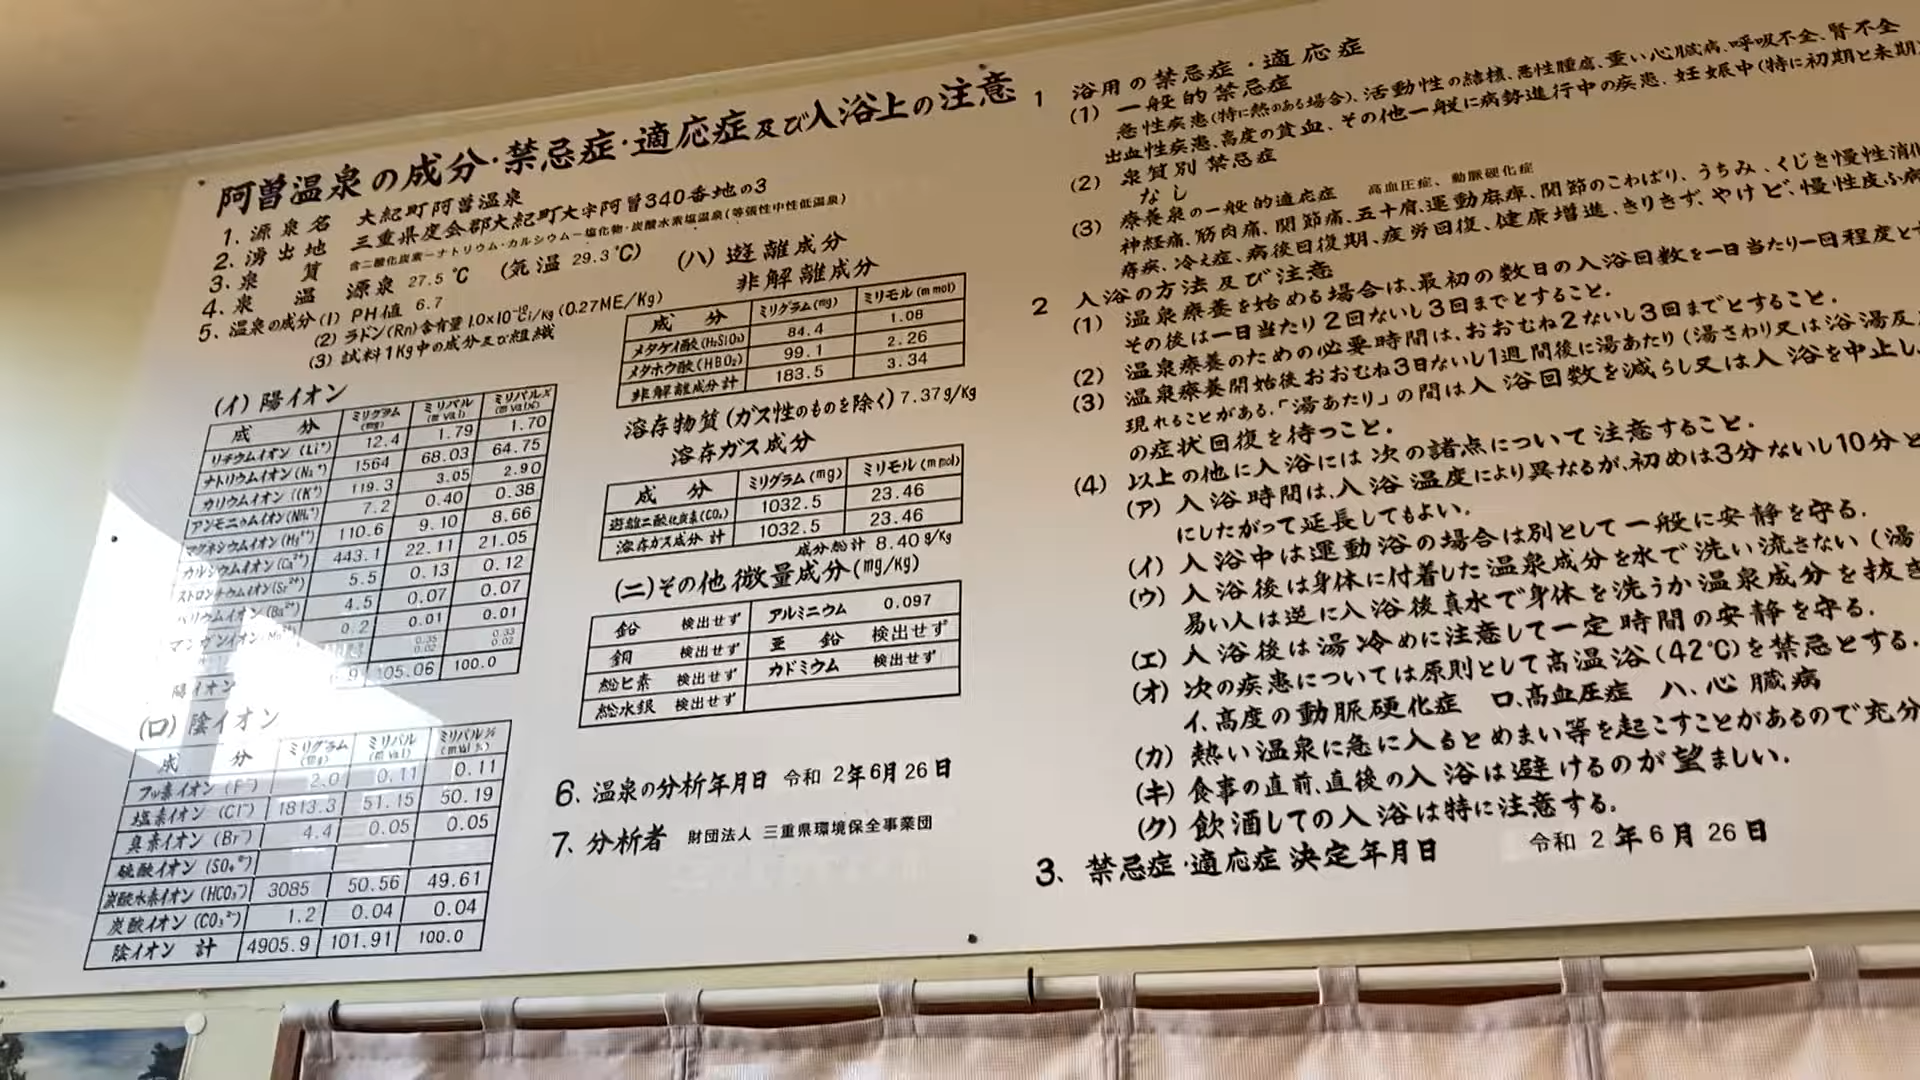 阿曽温泉の成分・禁忌症・適応症及び入浴上の注意
1. 源泉名 大紀町阿曽温泉
2. 湧出地 三重県度会郡大紀町大字阿曽340番地の3
3. 泉質 含二酸化炭素ーナトリウム・カルシウムー塩化物・炭酸水素塩温泉(等張性中性低温泉)
4. 泉温 源泉 27.5℃ (気温 29.3℃)
5. 温泉の成分(1) PH値 6.7
(2) ラドン(Rn)含有量 1.0×10⁻¹⁰Ci/Kg (0.27ME/Kg)
(3) 試料1Kg中の成分及び組織
(イ) 陽イオン
成分 ミリグラム(mg) ミリバル(mval) ミリバル%(mval%)
リチウムイオン(Li⁺) 12.4 1.79 1.70
ナトリウムイオン(Na⁺) 1564 68.03 64.75
カリウムイオン(K⁺) 119.3 3.05 2.90
アンモニウムイオン(NH₄⁺) 7.2 0.40 0.38
マグネシウムイオン(Mg²⁺) 110.6 9.10 8.66
カルシウムイオン(Ca²⁺) 443.1 22.11 21.05
ストロンチウムイオン(Sr²⁺) 5.5 0.13 0.12
バリウムイオン(Ba²⁺) 4.5 0.07 0.07
マンガンイオン 0.2 0.01 0.01
陽イオン 105.06 100.0
(ロ) 陰イオン
成分 ミリグラム(mg) ミリバル(mval) ミリバル%(mval%)
フッ素イオン(F⁻) 2.0 0.11 0.11
塩素イオン(Cl⁻) 1813.3 51.15 50.19
臭素イオン(Br⁻) 4.4 0.05 0.05
硫酸イオン
炭酸水素イオン(HCO₃⁻) 3085 50.56 49.61
炭酸イオン(CO₃²⁻) 1.2 0.04 0.04
陰イオン計 4905.9 101.91 100.0
(ハ) 遊離成分
非解離成分
成分 ミリグラム(mg) ミリモル(mmol)
メタケイ酸(H₂SiO₃) 84.4 1.08
メタホウ酸(HBO₂) 99.1 2.26
非解離成分計 183.5 3.34
溶存物質(ガス性のものを除く)7.37g/Kg
溶存ガス成分
成分 ミリグラム(mg) ミリモル(mmol)
遊離二酸化炭素(CO₂) 1032.5 23.46
溶存ガス成分計 1032.5 23.46
成分総計 8.40g/Kg
(二)その他微量成分(mg/Kg)
鉛 検出せず アルミニウム 0.097
銅 検出せず 亜鉛 検出せず
総ヒ素 検出せず カドミウム 検出せず
総水銀 検出せず
6. 温泉の分析年月日 令和2年6月26日
7. 分析者 財団法人 三重県環境保全事業団
1 浴用の禁忌症・適応症
(1) 一般的禁忌症
急性疾患(特に熱のある場合)、活動性の結核、悪性腫瘍、重い心臓病、呼吸不全、腎不全
出血性疾患、高度の貧血、その他一般に病勢進行中の疾患、妊娠中(特に初期と末期
(2) 泉質別禁忌症
なし
(3) 療養泉の一般的適応症 高血圧症、動脈硬化症
神経痛、筋肉痛、関節痛、五十肩、運動麻痺、関節のこわばり、うちみ、くじき慢性消化
痔疾、冷え症、病後回復期、疲労回復、健康増進、きりきず、やけど、慢性皮ふ病
2 入浴の方法及び注意
(1) 温泉療養を始める場合は、最初の数日の入浴回数を一日当たり一回程度と
その後は一日当たり2回ないし3回までとすること.
(2) 温泉療養のための必要時間は、おおむね2ないし3回までとすること.
(3) 温泉療養開始後おおむね3日ないし1週間後に湯あたり(湯さわり又は浴湯反
現れることがある.「湯あたり」の間は入浴回数を減らし又は入浴を中止し
の症状回復を待つこと.
(4) 以上の他に入浴には次の諸点について注意すること.
(ア) 入浴時間は、入浴温度により異なるが、初めは3分ないし10分と
にしたがって延長してもよい.
(イ) 入浴中は運動浴の場合は別として一般に安静を守る.
(ウ) 入浴後は身体に付着した温泉成分を水で洗い流さない(湯
易い人は逆に入浴後真水で身体を洗うか温泉成分を
(エ) 入浴後は湯冷めに注意して一定時間の安静を守る.
(オ) 次の疾患については原則として高温浴(42℃)を禁忌とする.
イ.高度の動脈硬化症 ロ.高血圧症 ハ.心臓病
(カ) 熱い温泉に急に入るとめまい等を起こすことがあるので充分
(キ) 食事の直前、直後の入浴は避けるのが望ましい.
(ク) 飲酒しての入浴は特に注意する.
3. 禁忌症・適応症決定年月日 令和2年6月26日